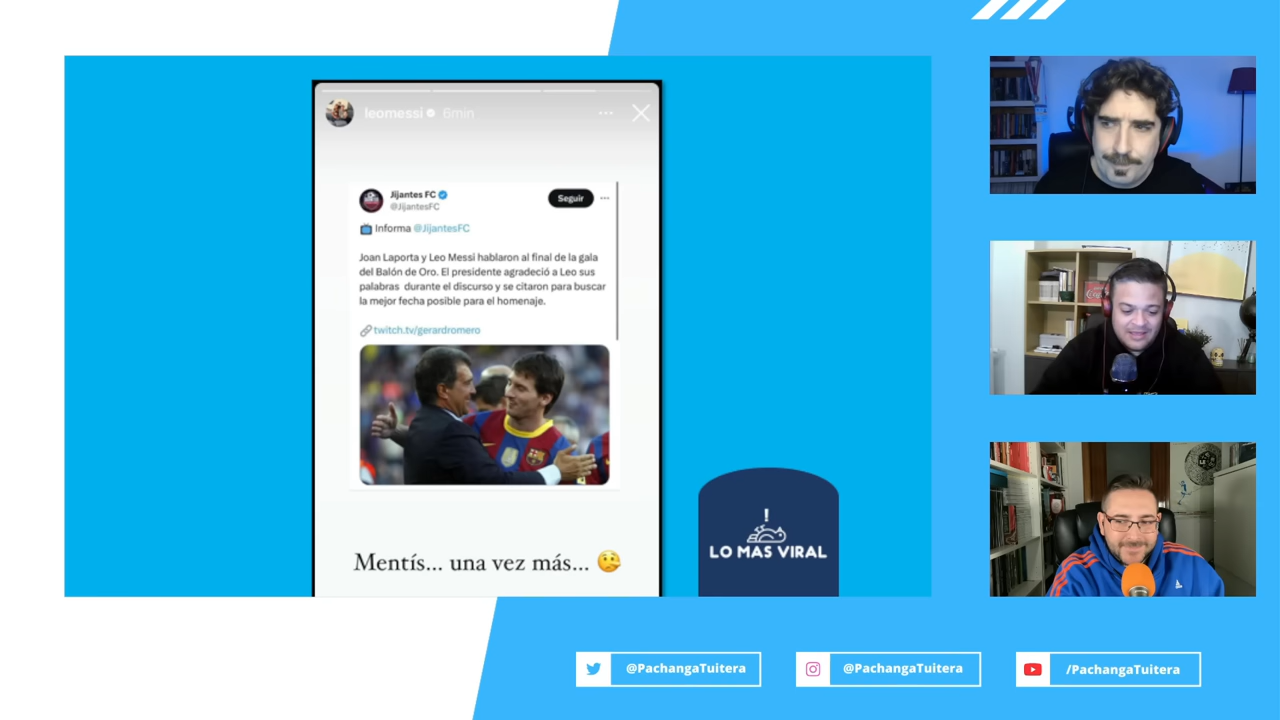 leomessi 6min
Jijantes FC
@JijantesFC
Seguir
Informa @JijantesFC
Joan Laporta y Leo Messi hablaron al final de la gala
del Balón de Oro. El presidente agradeció a Leo sus
palabras durante el discurso y se citaron para buscar
la mejor fecha posible para el homenaje.
twitch.tv/gerardromero
Mentís... una vez más... 🤥
LO MAS VIRAL
@PachangaTuitera
@PachangaTuitera
/PachangaTuitera